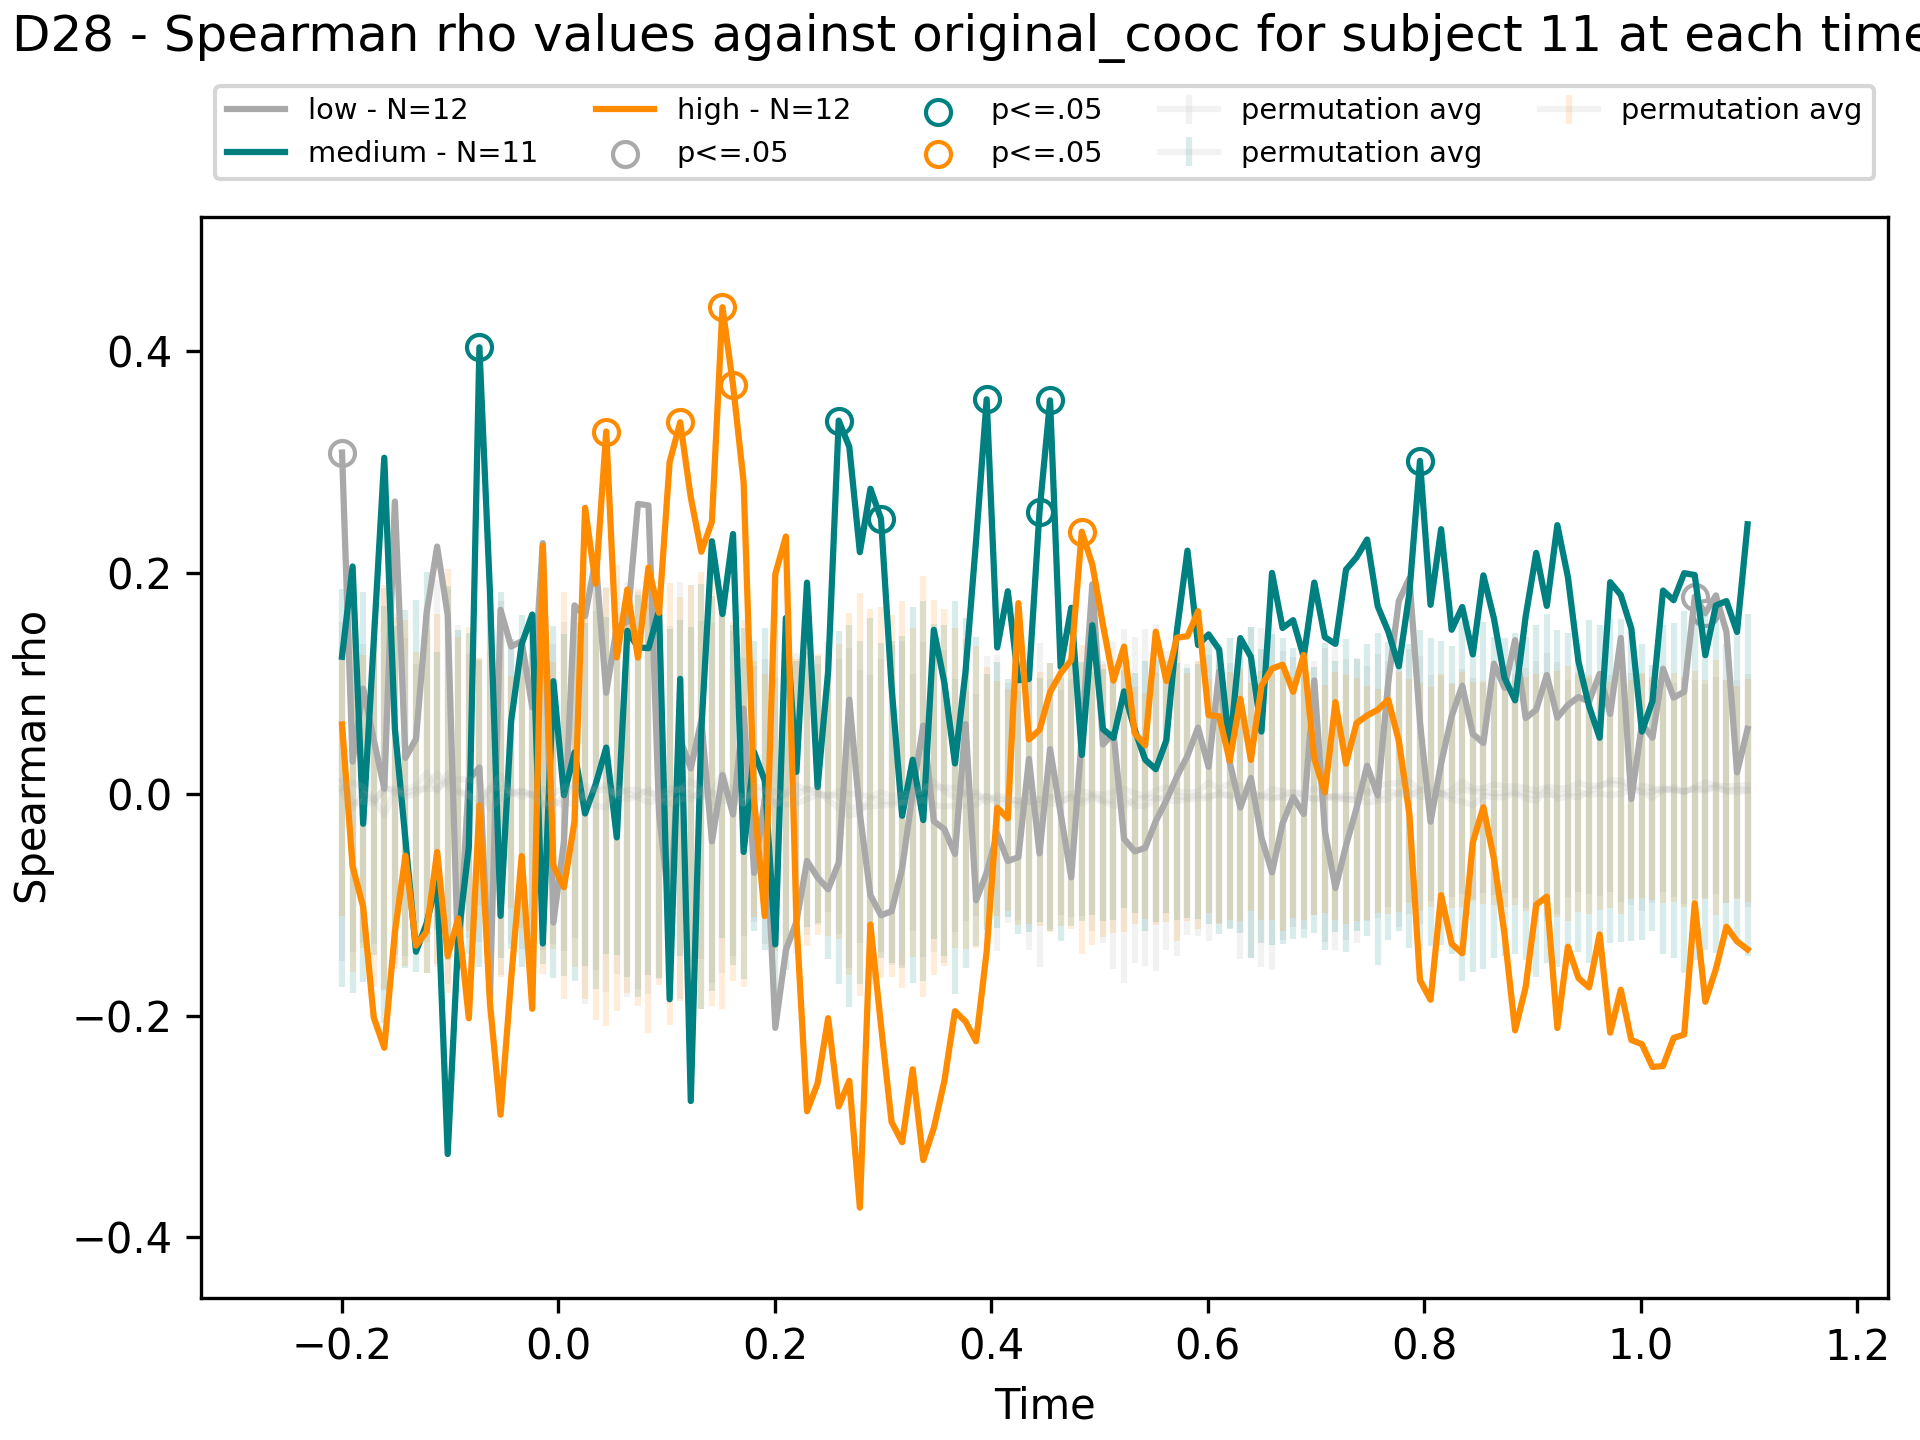 D28 - Spearman rho values against original_cooc for subject 11 at each time
low - N=12
medium - N=11
high - N=12
p<=.05
p<=.05
p<=.05
permutation avg
permutation avg
permutation avg
Spearman rho
0.4
0.2
0.0
−0.2
−0.4
−0.2 0.0 0.2 0.4 0.6 0.8 1.0 1.2
Time